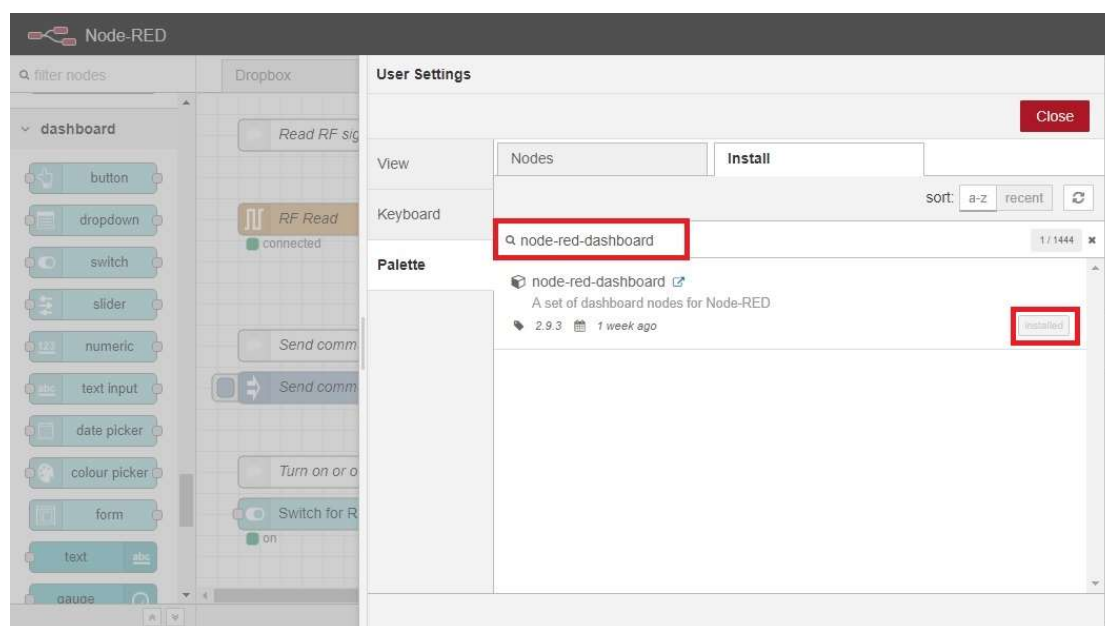 Node-RED
filter nodes
Dropbox
User Settings
Close
dashboard
Read RF sig
View
Nodes
Install
button
sort: a-z recent
dropdown
RF Read
connected
Keyboard
node-red-dashboard
1 / 1444
switch
Palette
node-red-dashboard
A set of dashboard nodes for Node-RED
slider
2.9.3 1 week ago
installed
numeric
123
Send comm
text input
abc
Send comm
date picker
colour picker
Turn on or o
form
Switch for R
on
text
abc
gauge